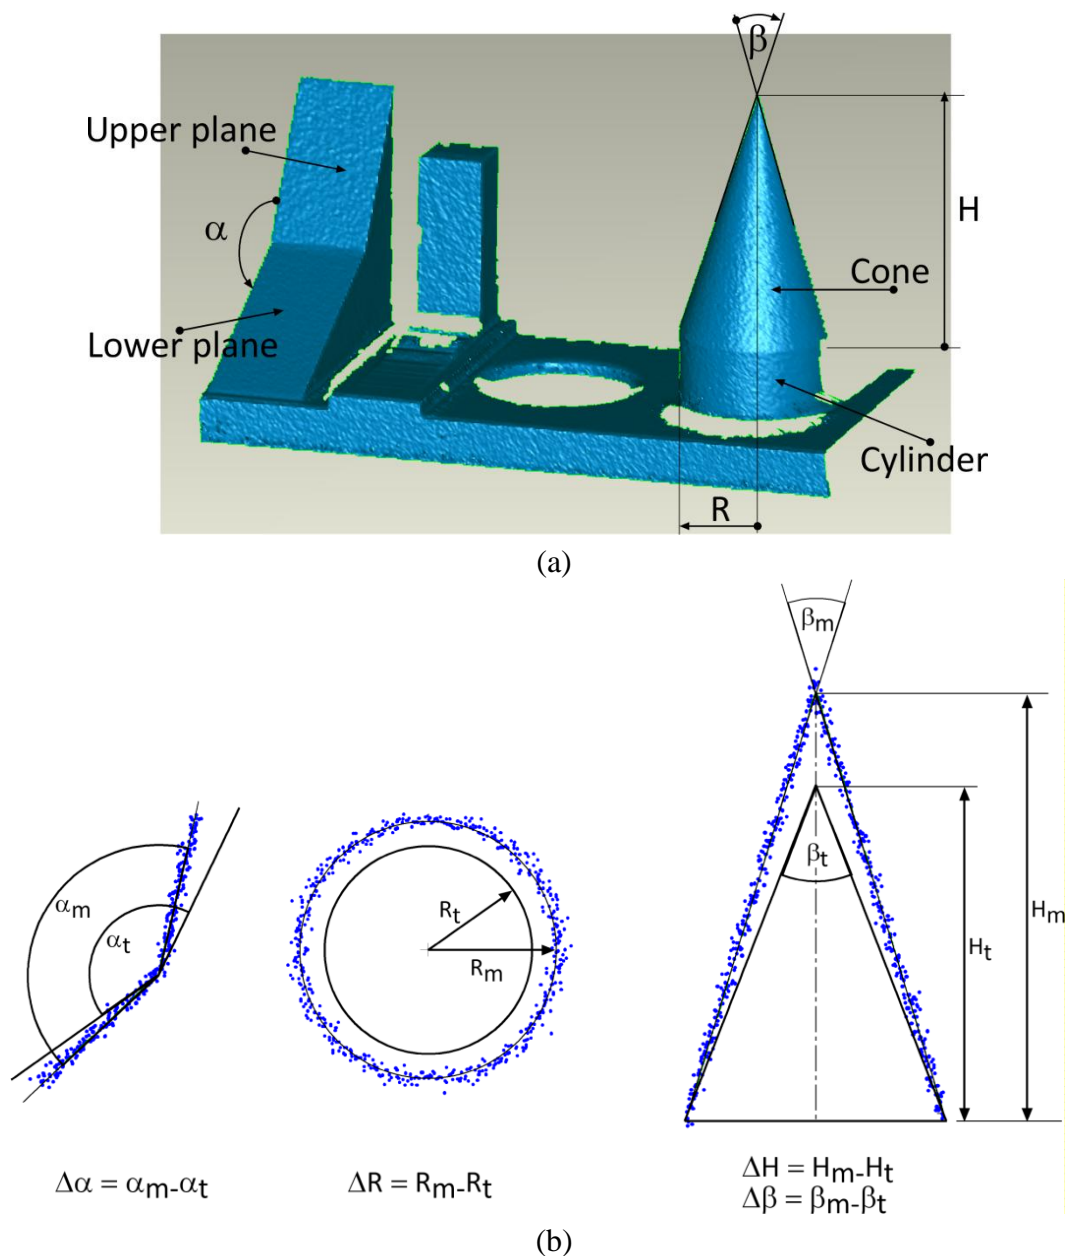 β
Upper plane
α
H
Cone
Lower plane
Cylinder
R
(a)
βm
αm
αt
Rt
Rm
βt
Ht
Hm
Δα = αm-αt
ΔR = Rm-Rt
ΔH = Hm-Ht
Δβ = βm-βt
(b)